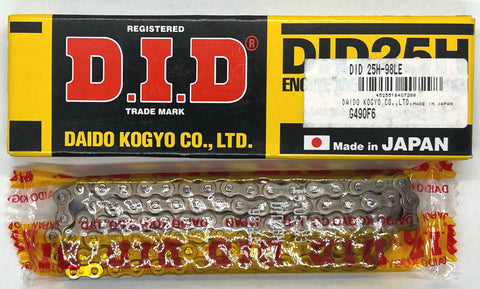 REGISTERED
D.I.D®
TRADE MARK
DAIDO KOGYO CO., LTD.
DID25H
DID 25H-98LE
DAIDO KOGYO CO.,LTD. MADE IN JAPAN
G490F6
Made in JAPAN
D.I.D